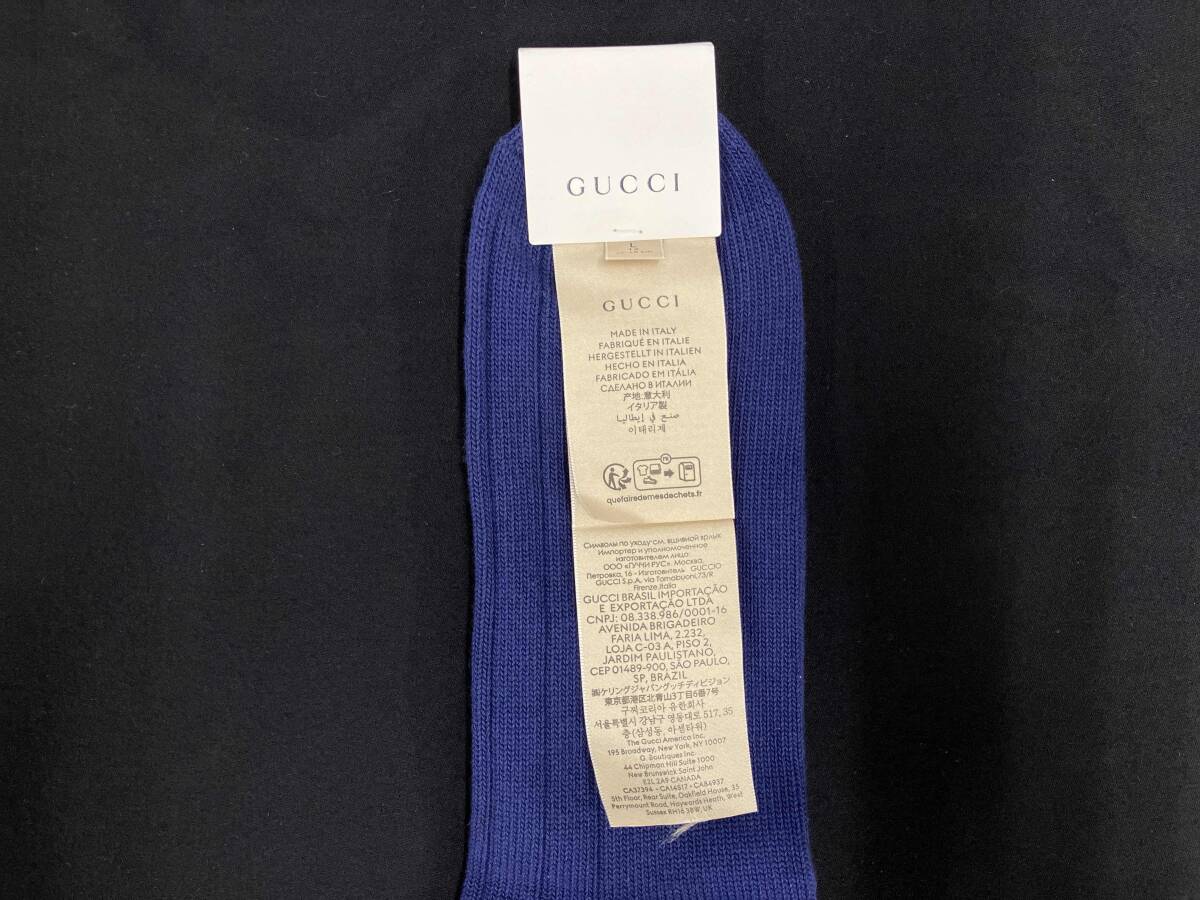 GUCCI
L
GUCCI
MADE IN ITALY
FABRIQUÉ EN ITALIE
HERGESTELLT IN ITALIEN
HECHO EN ITALIA
FABRICADO EM ITÁLIA
СДЕЛАНО В ИТАЛИИ
产地:意大利
イタリア製
صنع في إيطاليا
이태리제
FR
quefairedemesdechets.fr
Символы по уходу-см. вшивной ярлык
Импортер и уполномоченное
изготовителем лицо:
ООО «ГУЧЧИ РУС». Москва,
Петровка, 16 - Изготовитель GUCCIO
GUCCI S.p.A. via Tornabuoni,73/R
Firenze,Italia
GUCCI BRASIL IMPORTAÇÃO
E EXPORTAÇÃO LTDA
CNPJ: 08.338.986/0001-16
AVENIDA BRIGADEIRO
FARIA LIMA, 2.232,
LOJA C-03 A, PISO 2,
JARDIM PAULISTANO,
CEP 01489-900, SÃO PAULO,
SP, BRAZIL
㈱ケリングジャパングッチディビジョン
東京都港区北青山3丁目6番7号
구찌코리아 유한회사
서울특별시 강남구 영동대로 517, 35
층 (삼성동, 아셈타워)
The Gucci America Inc.
195 Broadway, New York, NY 10007
G. Boutiques Inc.
44 Chipman Hill Suite 1000
New Brunswick Saint John
E2L 2A9 CANADA
CA37394 - CA14517 - CA84937
5th Floor, Rear Suite, Oakfield House, 35
Perrymount Road, Haywards Heath, West
Sussex RH16 3BW, UK